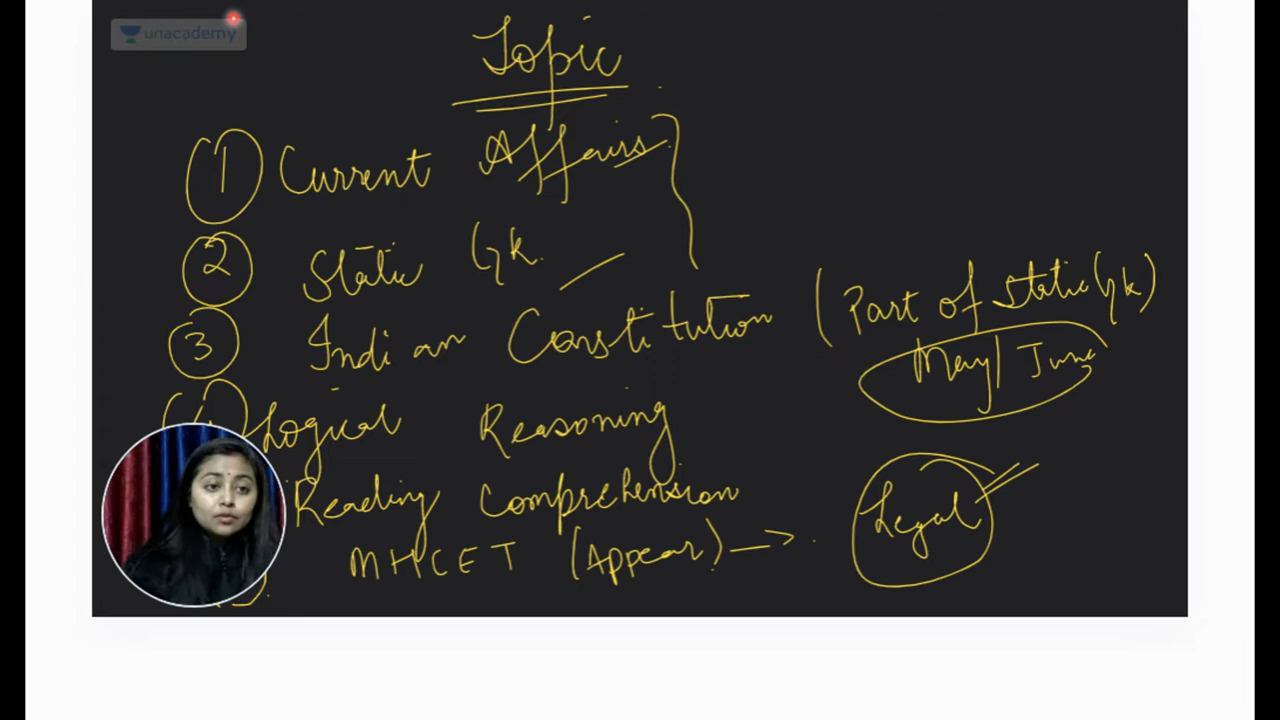 unacademy
Topic
1 Current Affairs
2 Static Gk.
3 Indian Constitution (Part of Static Gk)
May/June
4 Logical Reasoning
Reading Comprehension
Legal
MHCET (Appear) →